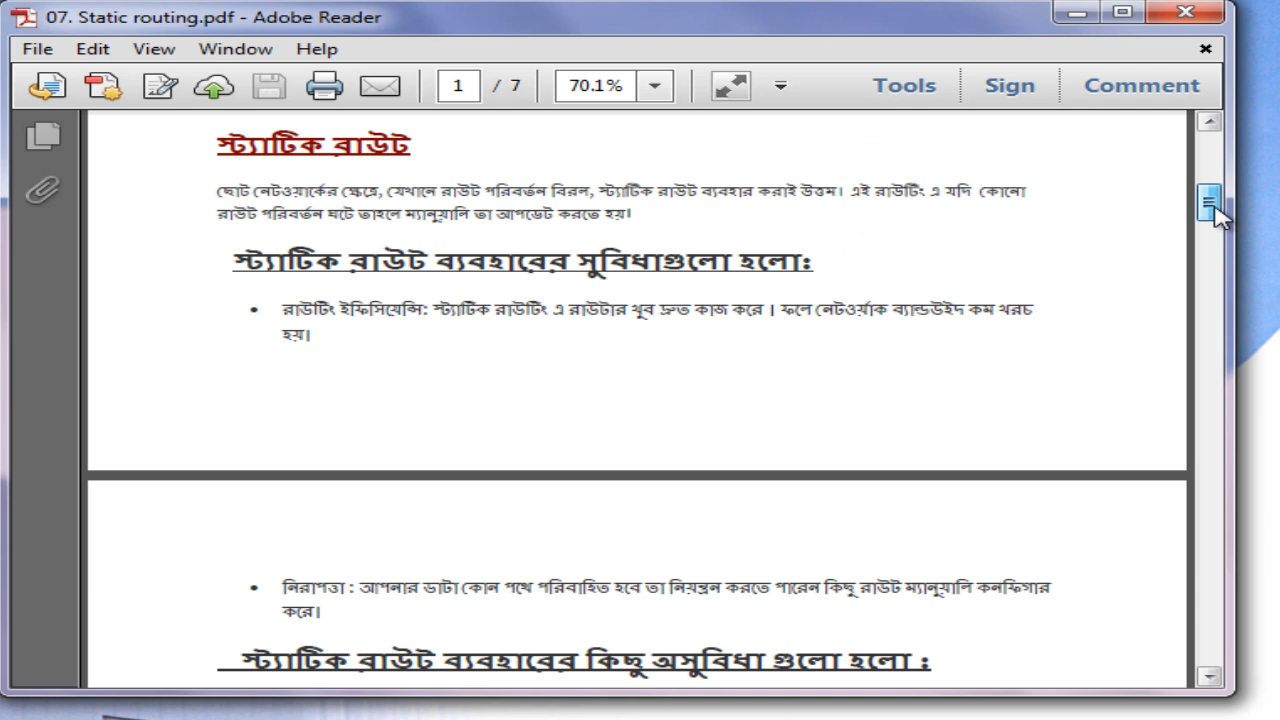 07. Static routing.pdf - Adobe Reader
File Edit View Window Help
1 / 7 70.1% Tools Sign Comment
স্ট্যাটিক রাউট
ছোট নেটওয়ার্কের ক্ষেত্রে, যেখানে রাউট পরিবর্তন বিরল, স্ট্যাটিক রাউট ব্যবহার করাই উত্তম। এই রাউটিং এ যদি কোনো
রাউট পরিবর্তন ঘটে তাহলে ম্যানুয়ালি তা আপডেট করতে হয়।
স্ট্যাটিক রাউট ব্যবহারের সুবিধাগুলো হলো:
• রাউটিং ইফিসিয়েন্সি: স্ট্যাটিক রাউটিং এ রাউটার খুব দ্রুত কাজ করে । ফলে নেটওর্য়াক ব্যান্ডউইদ কম খরচ
হয়।
• নিরাপত্তা : আপনার ডাটা কোন পথে পরিবাহিত হবে তা নিয়ন্ত্রন করতে পারেন কিছু রাউট ম্যানুয়ালি কনফিগার
করে।
স্ট্যাটিক রাউট ব্যবহারের কিছু অসুবিধা গুলো হলো :